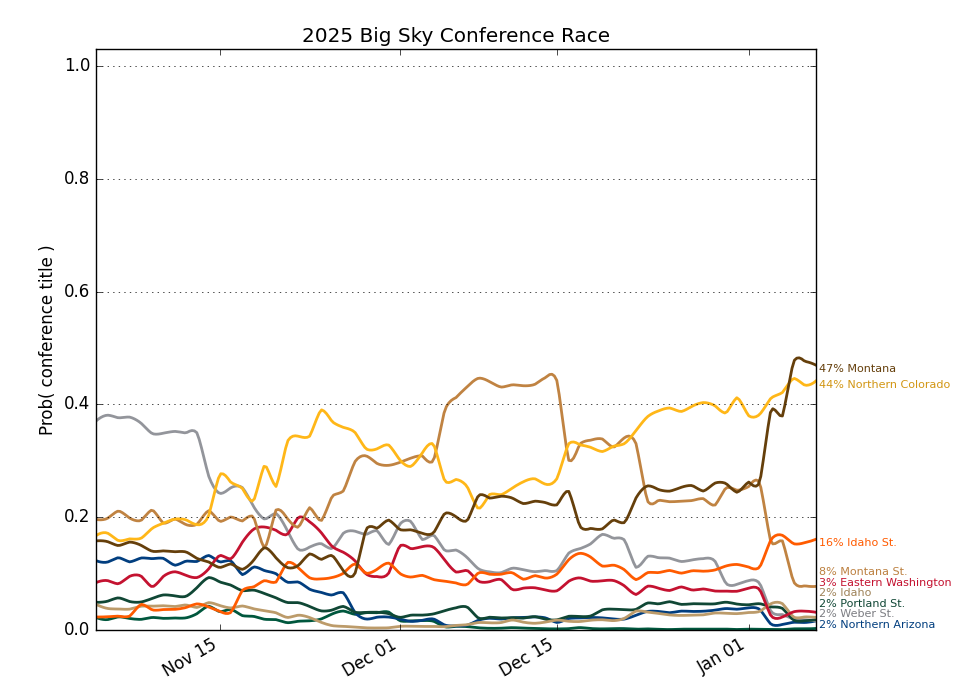 2025 Big Sky Conference Race
Prob( conference title )
1.0
0.8
0.6
0.4
0.2
0.0
Nov 15
Dec 01
Dec 15
Jan 01
47% Montana
44% Northern Colorado
16% Idaho St.
8% Montana St.
3% Eastern Washington
2% Idaho
2% Portland St.
2% Weber St.
2% Northern Arizona